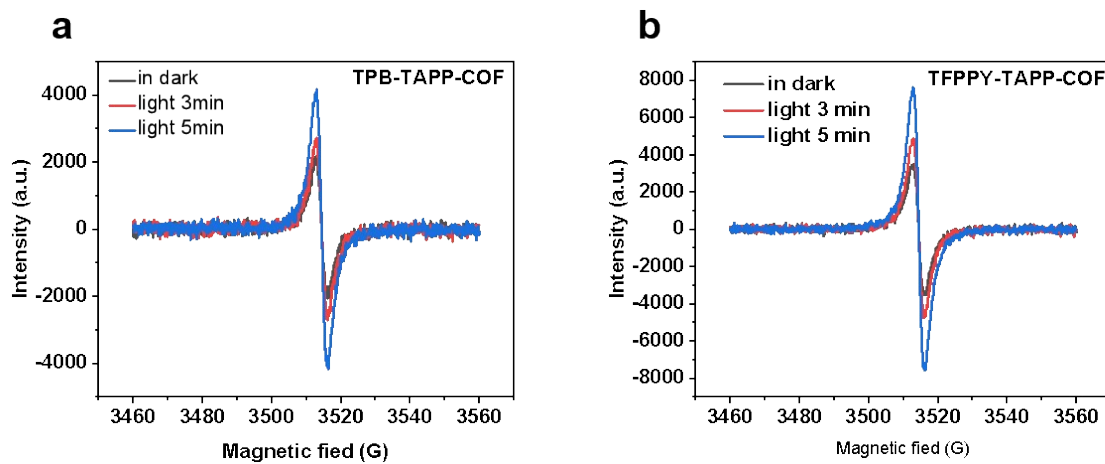 a
TPB-TAPP-COF
in dark
light 3min
light 5min
4000
2000
0
-2000
-4000
Intensity (a.u.)
3460
3480
3500
3520
3540
3560
Magnetic fied (G)
b
TFPPY-TAPP-COF
in dark
light 3 min
light 5 min
8000
6000
4000
2000
0
-2000
-4000
-6000
-8000
Intensity (a.u.)
3460
3480
3500
3520
3540
3560
Magnetic fied (G)